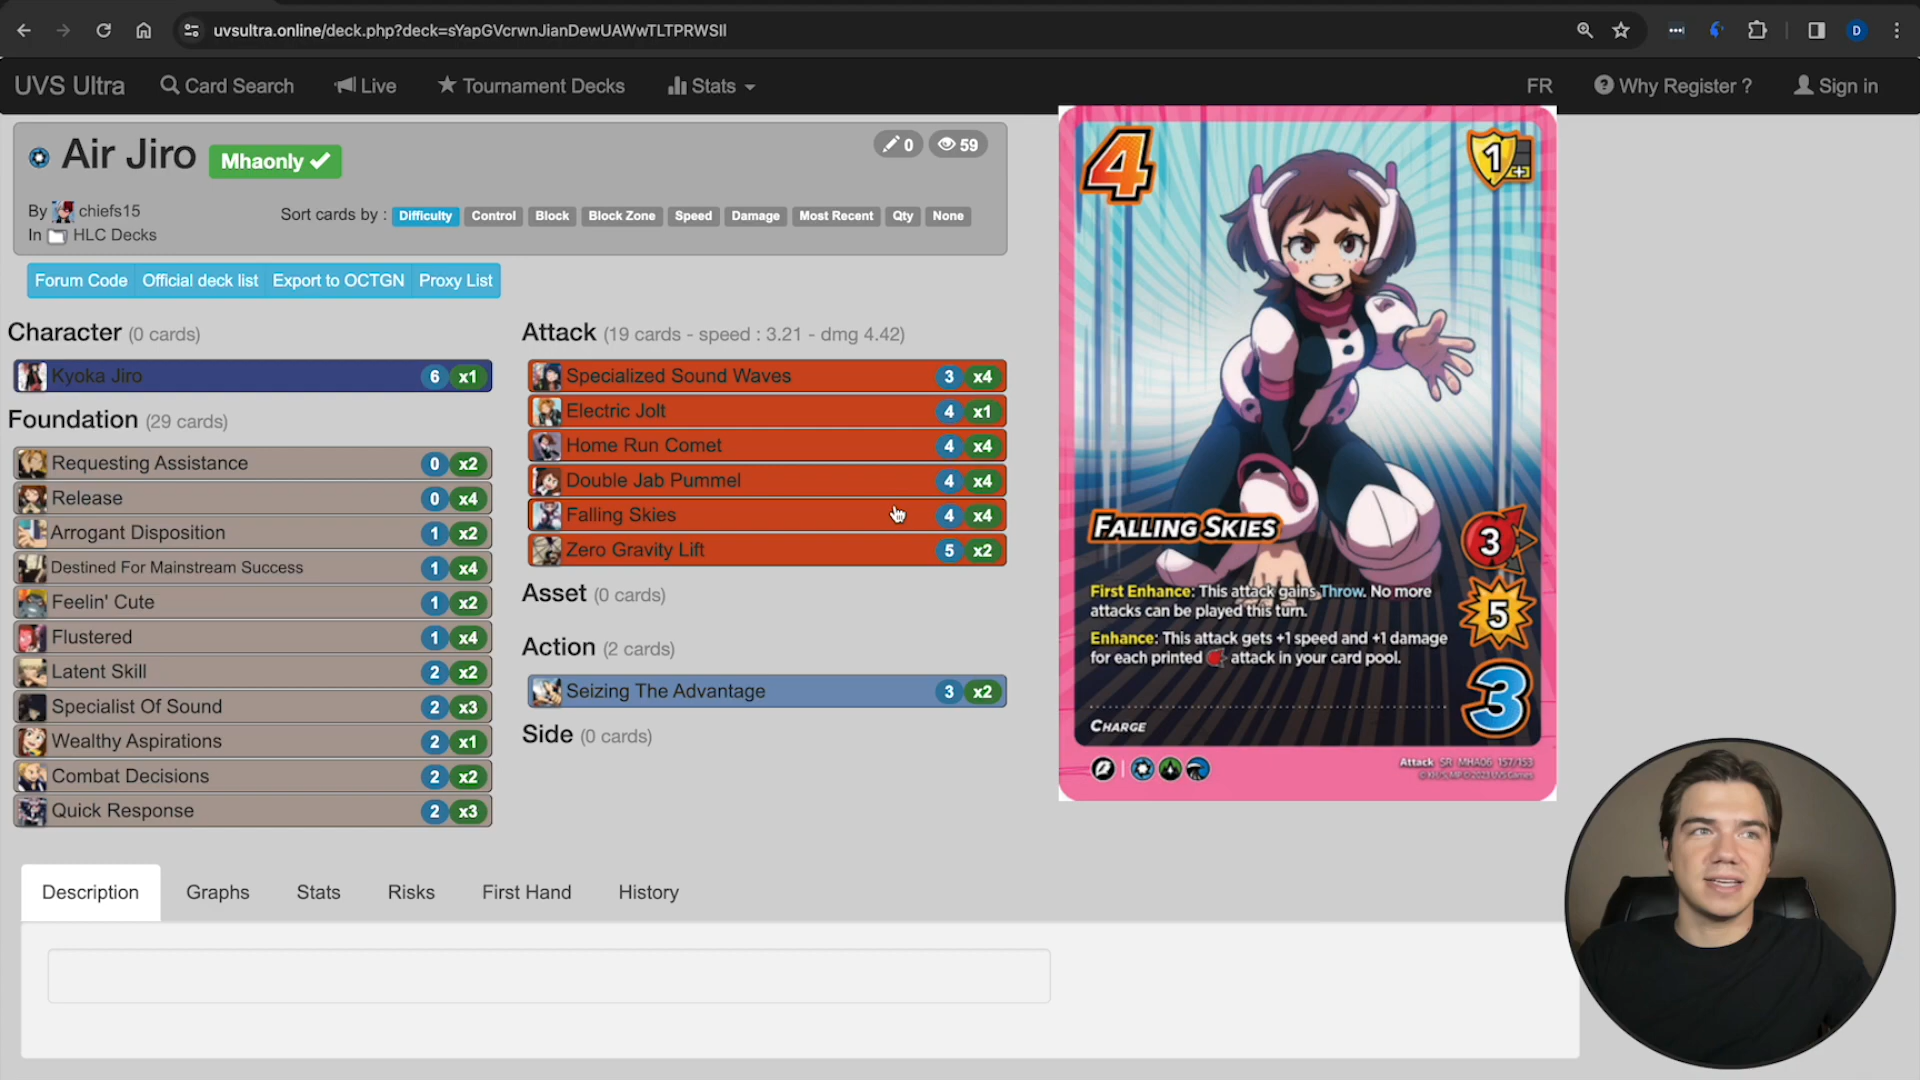 uvsultra.online/deck.php?deck=sYapGVcrwnJianDewUAWwTLTPRWSll
D
UVS Ultra
Card Search
Live
Tournament Decks
Stats
FR
Why Register ?
Sign in
Air Jiro
Mhaonly
0
59
By chiefs15
In HLC Decks
Sort cards by :
Difficulty
Control
Block
Block Zone
Speed
Damage
Most Recent
Qty
None
Forum Code
Official deck list
Export to OCTGN
Proxy List
Character (0 cards)
Kyoka Jiro 6 x1
Foundation (29 cards)
Requesting Assistance 0 x2
Release 0 x4
Arrogant Disposition 1 x2
Destined For Mainstream Success 1 x4
Feelin' Cute 1 x2
Flustered 1 x4
Latent Skill 2 x2
Specialist Of Sound 2 x3
Wealthy Aspirations 2 x1
Combat Decisions 2 x2
Quick Response 2 x3
Attack (19 cards - speed : 3.21 - dmg 4.42)
Specialized Sound Waves 3 x4
Electric Jolt 4 x1
Home Run Comet 4 x4
Double Jab Pummel 4 x4
Falling Skies 4 x4
Zero Gravity Lift 5 x2
Asset (0 cards)
Action (2 cards)
Seizing The Advantage 3 x2
Side (0 cards)
4
1
Falling Skies
3
5
3
First Enhance: This attack gains Throw. No more
attacks can be played this turn.
Enhance: This attack gets +1 speed and +1 damage
for each printed attack in your card pool.
Charge
Attack SR MHA06 157/153
Description
Graphs
Stats
Risks
First Hand
History